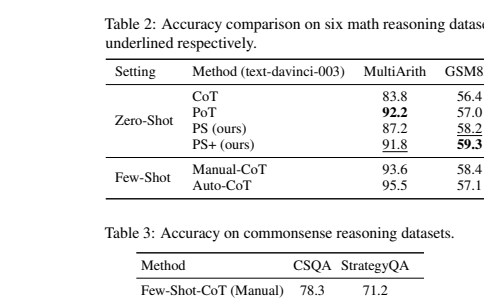 Table 2: Accuracy comparison on six math reasoning
underlined respectively.
Setting Method (text-davinci-003) MultiArith
CoT 83.8 56.4
Zero-Shot PoT 92.2 57.0
PS (ours) 87.2 58.2
PS+ (ours) 91.8 59.3
Few-Shot Manual-CoT 93.6 58.4
Auto-CoT 95.5 57.1
Table 3: Accuracy on commonsense reasoning datasets.
Method CSQA StrategyQA
Few-Shot-CoT (Manual) 78.3 71.2